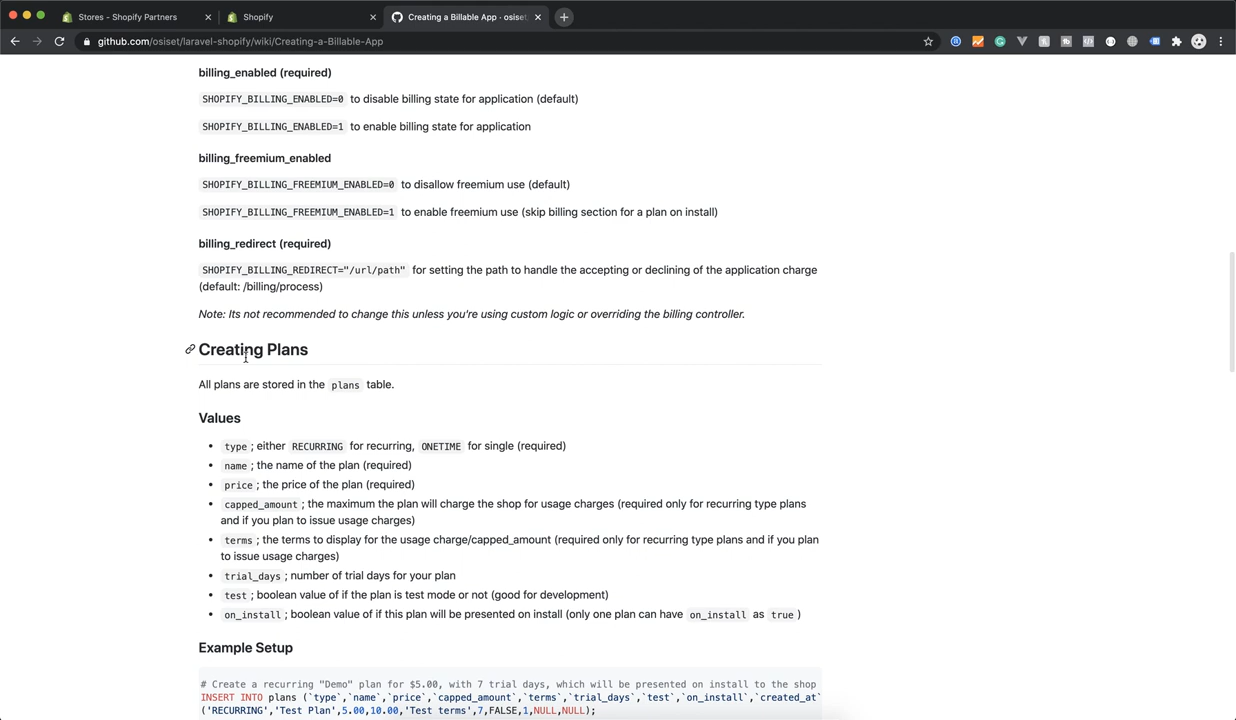 Stores - Shopify Partners
Shopify
Creating a Billable App · osiset
github.com/osiset/laravel-shopify/wiki/Creating-a-Billable-App
billing_enabled (required)
SHOPIFY_BILLING_ENABLED=0 to disable billing state for application (default)
SHOPIFY_BILLING_ENABLED=1 to enable billing state for application
billing_freemium_enabled
SHOPIFY_BILLING_FREEMIUM_ENABLED=0 to disallow freemium use (default)
SHOPIFY_BILLING_FREEMIUM_ENABLED=1 to enable freemium use (skip billing section for a plan on install)
billing_redirect (required)
SHOPIFY_BILLING_REDIRECT="/url/path" for setting the path to handle the accepting or declining of the application charge
(default: /billing/process)
Note: Its not recommended to change this unless you're using custom logic or overriding the billing controller.
Creating Plans
All plans are stored in the plans table.
Values
• type ; either RECURRING for recurring, ONETIME for single (required)
• name ; the name of the plan (required)
• price ; the price of the plan (required)
• capped_amount ; the maximum the plan will charge the shop for usage charges (required only for recurring type plans
and if you plan to issue usage charges)
• terms ; the terms to display for the usage charge/capped_amount (required only for recurring type plans and if you plan
to issue usage charges)
• trial_days ; number of trial days for your plan
• test ; boolean value of if the plan is test mode or not (good for development)
• on_install ; boolean value of if this plan will be presented on install (only one plan can have on_install as true )
Example Setup
# Create a recurring "Demo" plan for $5.00, with 7 trial days, which will be presented on install to the shop
INSERT INTO plans (`type`,`name`,`price`,`capped_amount`,`terms`,`trial_days`,`test`,`on_install`,`created_at`
('RECURRING','Test Plan',5.00,10.00,'Test terms',7,FALSE,1,NULL,NULL);